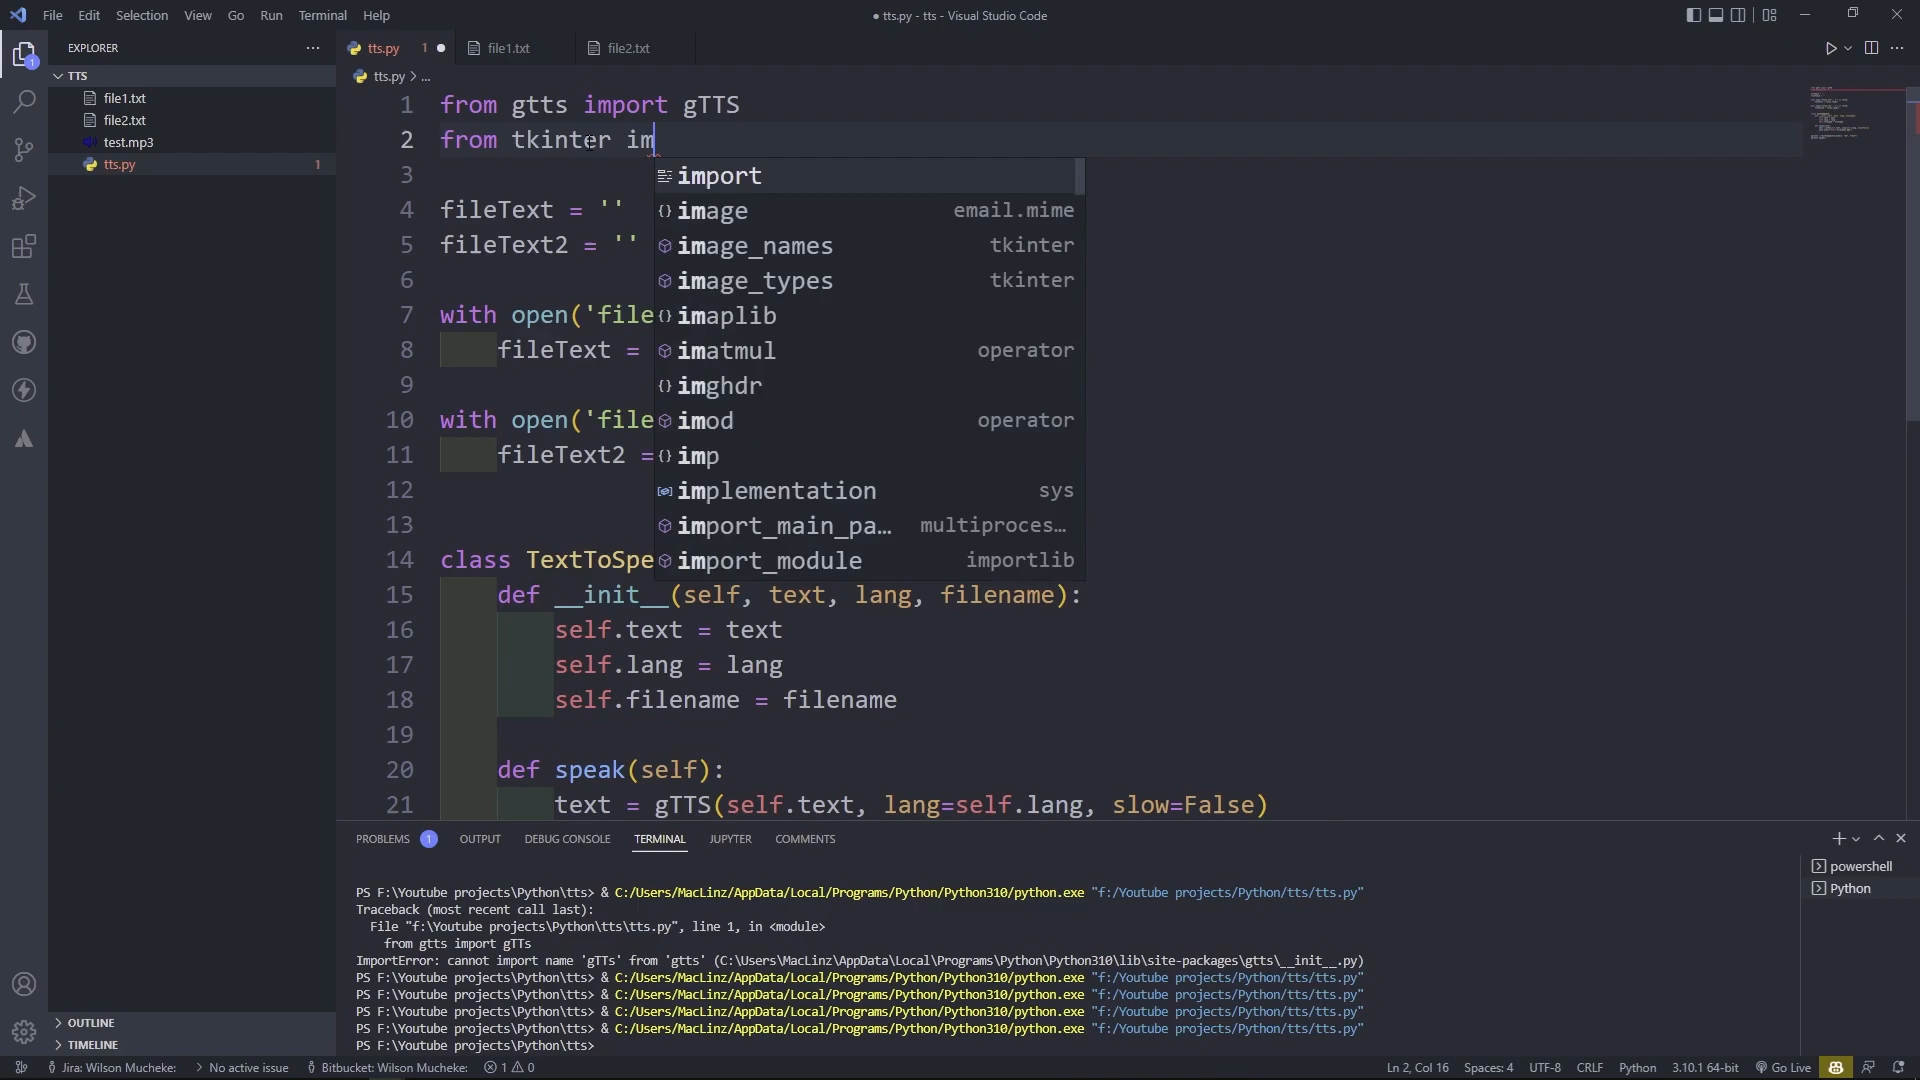 File Edit Selection View Go Run Terminal Help
● tts.py - tts - Visual Studio Code
EXPLORER
TTS
file1.txt
file2.txt
test.mp3
tts.py 1
OUTLINE
TIMELINE
1
tts.py 1 file1.txt file2.txt
tts.py > ...
1 from gtts import gTTS
2 from tkinter im
3
4 fileText = ''
5 fileText2 = ''
6
7 with open('file
8 fileText =
9
10 with open('file
11 fileText2 =
12
13
14 class TextToSpe
15 def __init__(self, text, lang, filename):
16 self.text = text
17 self.lang = lang
18 self.filename = filename
19
20 def speak(self):
21 text = gTTS(self.text, lang=self.lang, slow=False)
import
image email.mime
image_names tkinter
image_types tkinter
imaplib
imatmul operator
imghdr
imod operator
imp
implementation sys
import_main_pa... multiproces...
import_module importlib
PROBLEMS 1 OUTPUT DEBUG CONSOLE TERMINAL JUPYTER COMMENTS
PS F:\Youtube projects\Python\tts> & C:/Users/MacLinz/AppData/Local/Programs/Python/Python310/python.exe "f:/Youtube projects/Python/tts/tts.py"
Traceback (most recent call last):
File "f:\Youtube projects\Python\tts\tts.py", line 1, in <module>
from gtts import gTTs
ImportError: cannot import name 'gTTs' from 'gtts' (C:\Users\MacLinz\AppData\Local\Programs\Python\Python310\lib\site-packages\gtts\__init__.py)
PS F:\Youtube projects\Python\tts> & C:/Users/MacLinz/AppData/Local/Programs/Python/Python310/python.exe "f:/Youtube projects/Python/tts/tts.py"
PS F:\Youtube projects\Python\tts> & C:/Users/MacLinz/AppData/Local/Programs/Python/Python310/python.exe "f:/Youtube projects/Python/tts/tts.py"
PS F:\Youtube projects\Python\tts> & C:/Users/MacLinz/AppData/Local/Programs/Python/Python310/python.exe "f:/Youtube projects/Python/tts/tts.py"
PS F:\Youtube projects\Python\tts> & C:/Users/MacLinz/AppData/Local/Programs/Python/Python310/python.exe "f:/Youtube projects/Python/tts/tts.py"
PS F:\Youtube projects\Python\tts>
powershell
Python
Jira: Wilson Mucheke: > No active issue Bitbucket: Wilson Mucheke: 1 0 Ln 2, Col 16 Spaces: 4 UTF-8 CRLF Python 3.10.1 64-bit Go Live